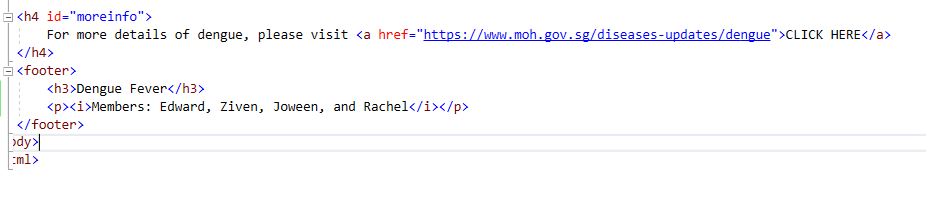 <h4 id="moreinfo">
For more details of dengue, please visit <a href="https://www.moh.gov.sg/diseases-updates/dengue">CLICK HERE</a>
</h4>
<footer>
<h3>Dengue Fever</h3>
<p><i>Members: Edward, Ziven, Joween, and Rachel</i></p>
</footer>
ody>
tml>